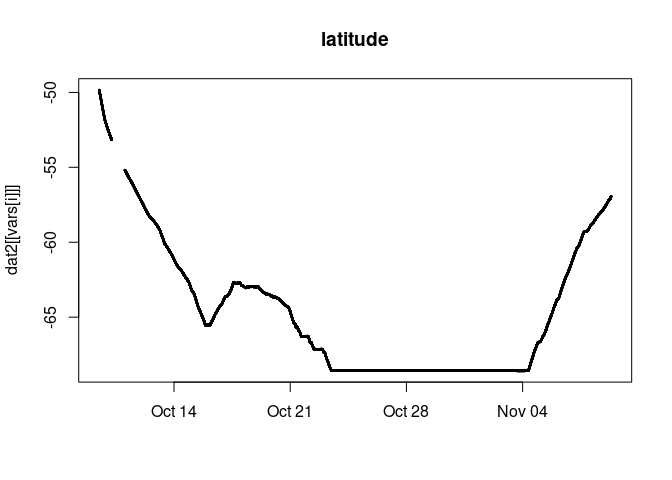 latitude
dat2[[vars[i]]]
-50
-55
-60
-65
Oct 14
Oct 21
Oct 28
Nov 04